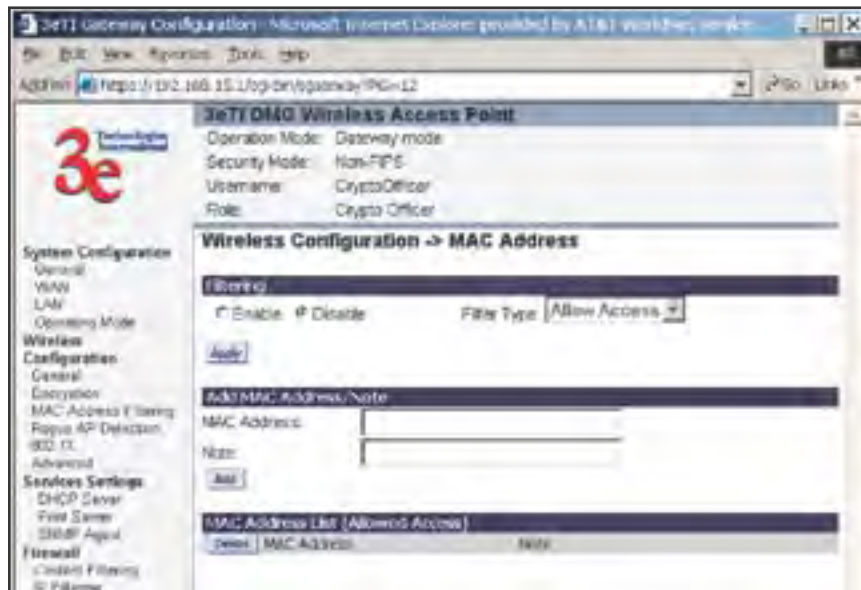 3eTI Gateway Configuration - Microsoft Internet Explorer provided by AT&T WorldNet Service
File Edit View Favorites Tools Help
Address https://192.168.15.1/cgi-bin/sgateway?PG=12 Go Links
3e Technologies International
3eTI DMG Wireless Access Point
Operation Mode: Gateway mode
Security Mode: Non-FIPS
Username: CryptoOfficer
Role: Crypto Officer
System Configuration
General
WAN
LAN
Operating Mode
Wireless
Configuration
General
Encryption
MAC Address Filtering
Rogue AP Detection
802.11
Advanced
Services Settings
DHCP Server
Print Server
SNMP Agent
Firewall
Content Filtering
IP Filtering
Wireless Configuration -> MAC Address
Filtering
Enable Disable Filter Type: Allow Access
Apply
Add MAC Address/Note
MAC Address:
Note:
Add
MAC Address List (Allowed Access)
Delete MAC Address Note